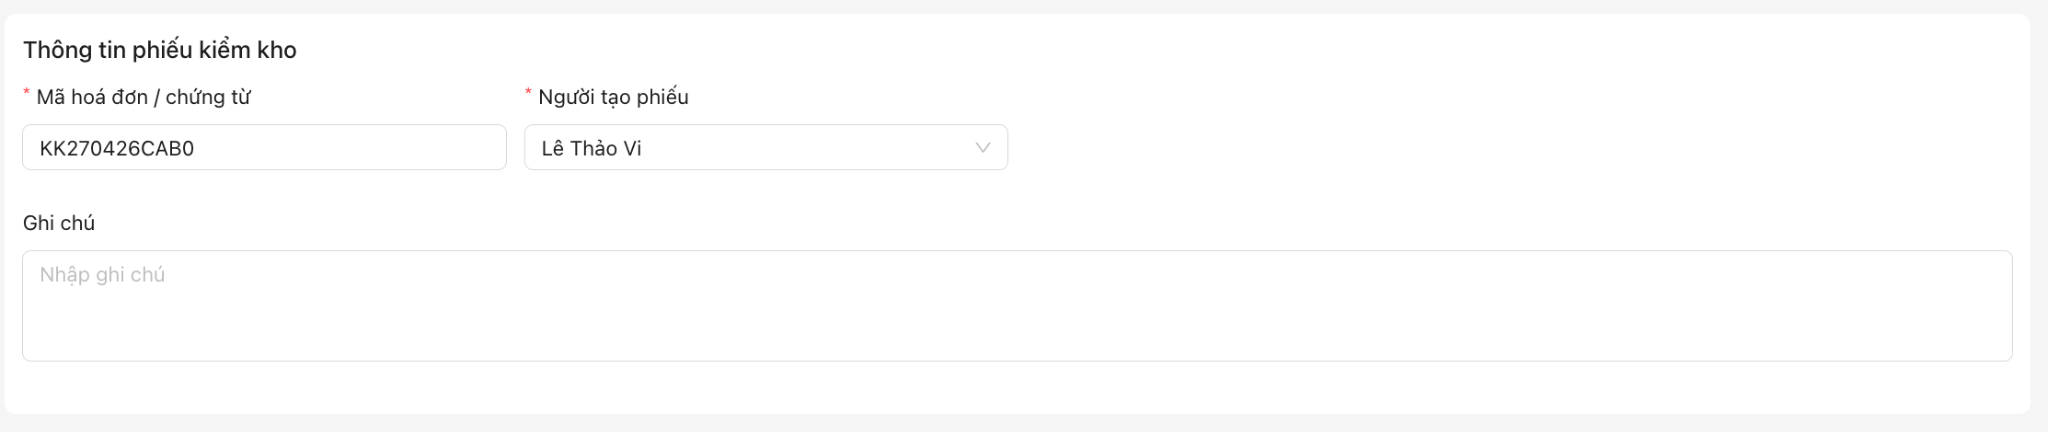 Thông tin phiếu kiểm kho
* Mã hoá đơn / chứng từ
* Người tạo phiếu
KK270426CAB0
Lê Thảo Vi
Ghi chú
Nhập ghi chú